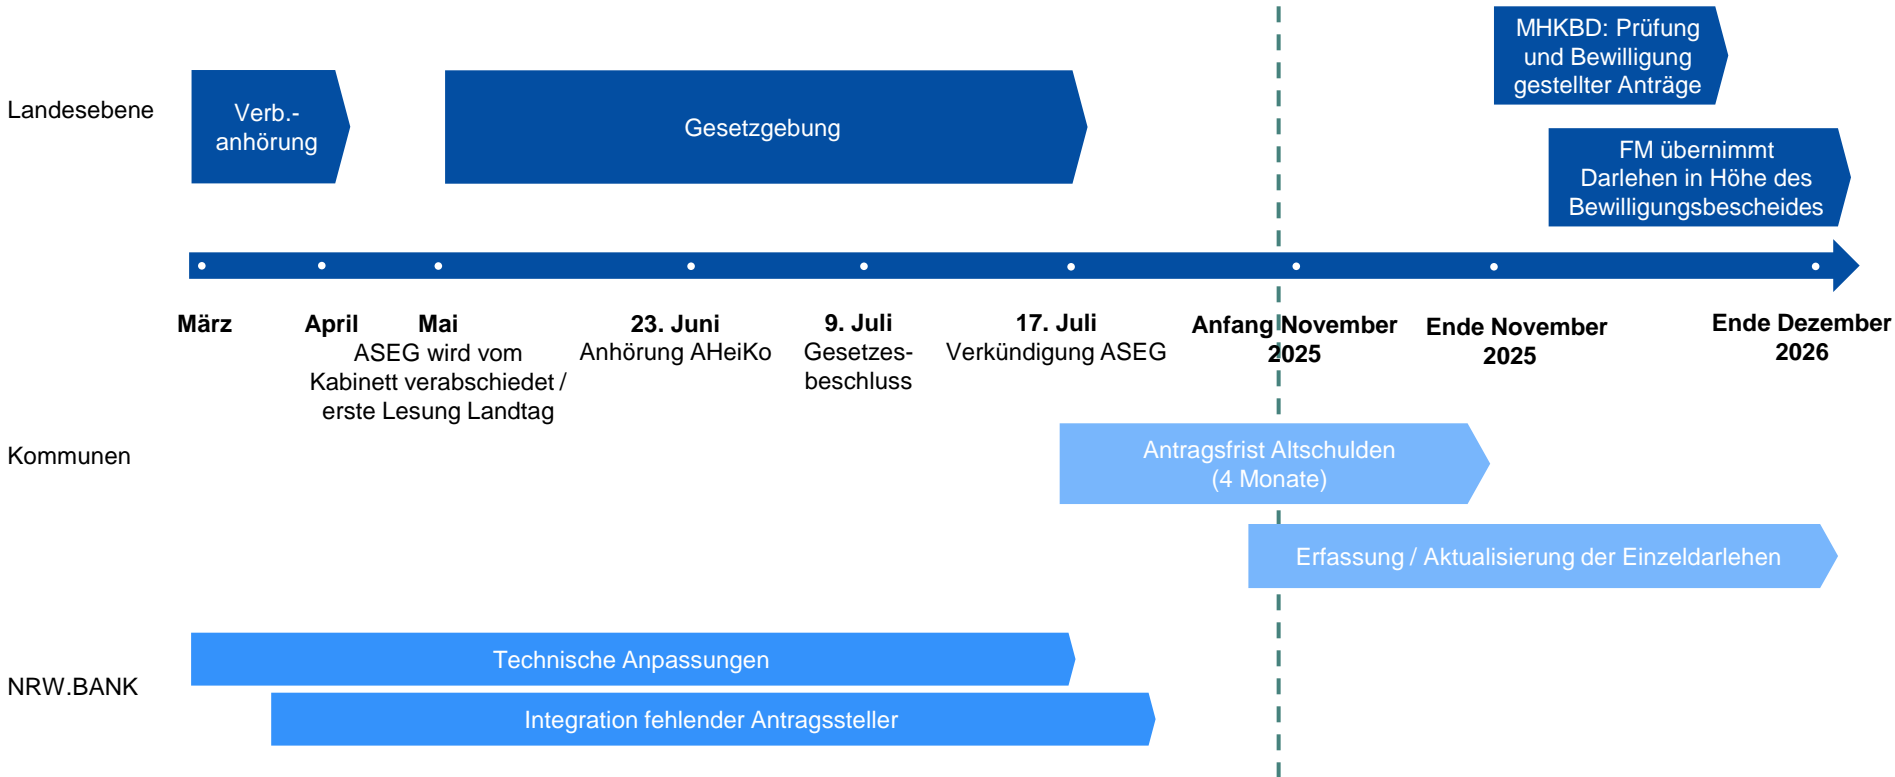 MHKBD: Prüfung
und Bewilligung
gestellter Anträge
Landesebene
Verb.-
anhörung
Gesetzgebung
FM übernimmt
Darlehen in Höhe des
Bewilligungsbescheides
März
April
Mai
ASEG wird vom
Kabinett verabschiedet /
erste Lesung Landtag
23. Juni
Anhörung AHeiKo
9. Juli
Gesetzes-
beschluss
17. Juli
Verkündigung ASEG
Anfang November
2025
Ende November
2025
Ende Dezember
2026
Kommunen
Antragsfrist Altschulden
(4 Monate)
Erfassung / Aktualisierung der Einzeldarlehen
NRW.BANK
Technische Anpassungen
Integration fehlender Antragssteller